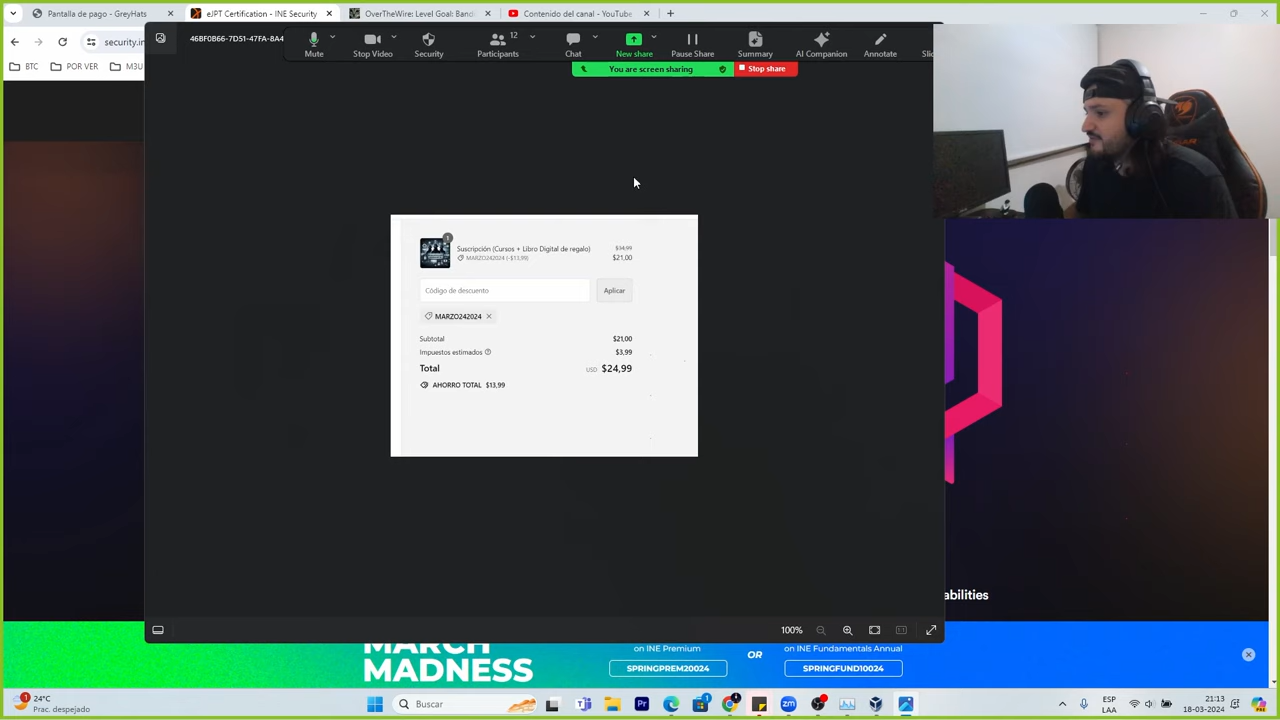 Pantalla de pago - GreyHats
eJPT Certification - INE Security
OverTheWire: Level Goal: Band
Contenido del canal - YouTube
security.in
BTC
POR VER
M3U
46BF0B66-7D51-47FA-8A4
Mute
Stop Video
Security
12
Participants
Chat
New share
Pause Share
Summary
AI Companion
Annotate
You are screen sharing
Stop share
Suscripción (Cursos + Libro Digital de regalo)
$34,99
MARZO242024 (-$13,99)
$21,00
Código de descuento
Aplicar
MARZO242024
Subtotal
$21,00
Impuestos estimados
$3,99
Total
USD $24,99
AHORRO TOTAL $13,99
abilities
100%
MARCH
MADNESS
on INE Premium
SPRINGPREM20024
OR
on INE Fundamentals Annual
SPRINGFUND10024
24°C
Prac. despejado
Buscar
ESP
LAA
21:13
18-03-2024